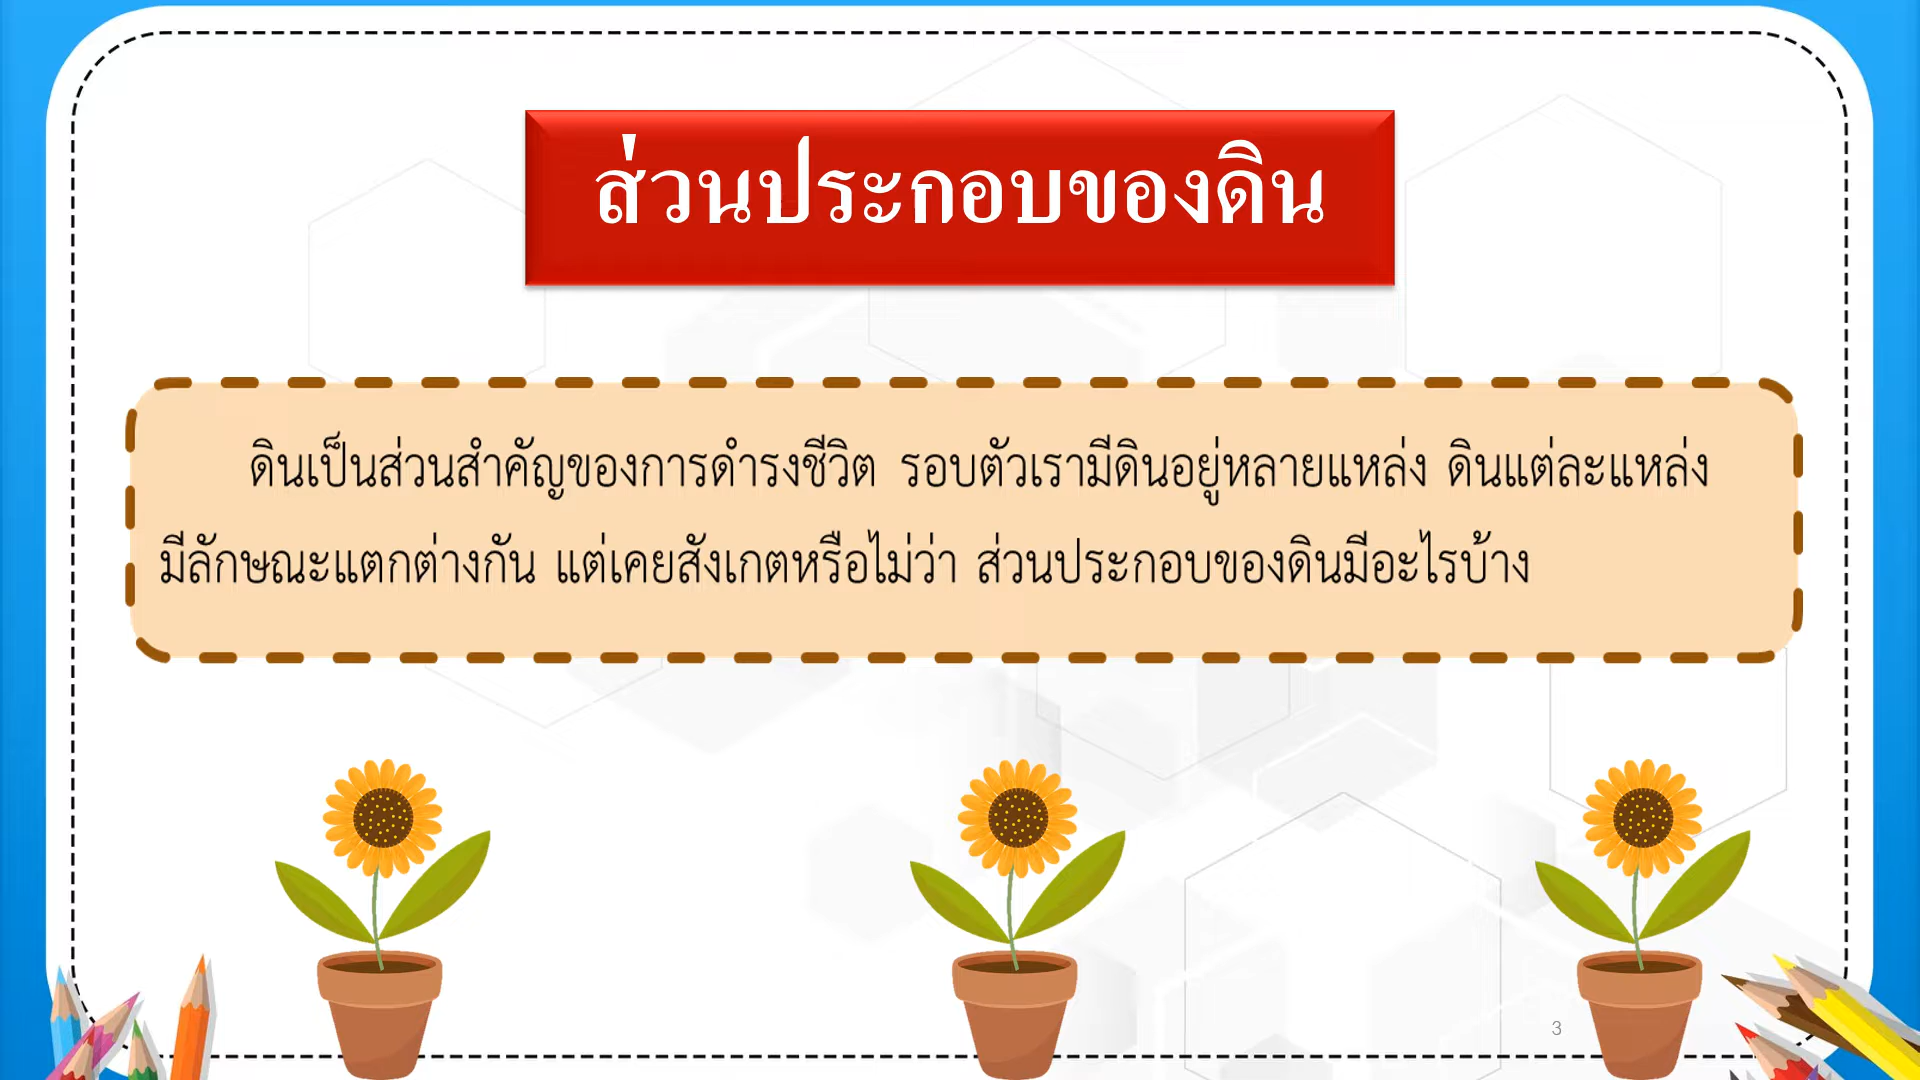 ส่วนประกอบของดิน
ดินเป็นส่วนสำคัญของการดำรงชีวิต รอบตัวเรามีดินอยู่หลายแหล่ง ดินแต่ละแหล่ง
มีลักษณะแตกต่างกัน แต่เคยสังเกตหรือไม่ว่า ส่วนประกอบของดินมีอะไรบ้าง
3